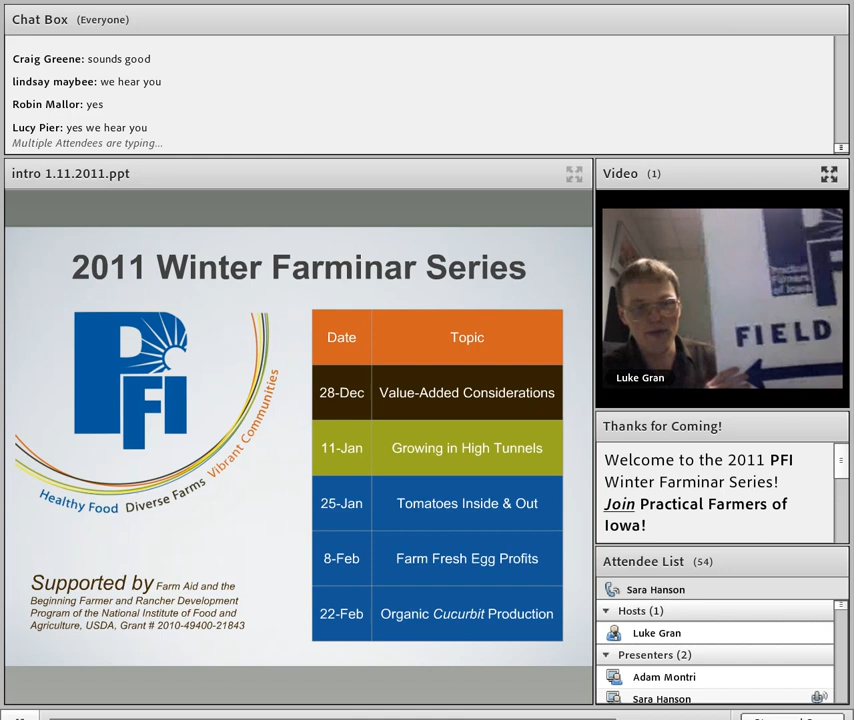 Chat Box (Everyone)
Craig Greene: sounds good
lindsay maybee: we hear you
Robin Mallor: yes
Lucy Pier: yes we hear you
Multiple Attendees are typing...
intro 1.11.2011.ppt
2011 Winter Farminar Series
PFI
Healthy Food Diverse Farms Vibrant Communities
Supported by Farm Aid and the
Beginning Farmer and Rancher Development
Program of the National Institute of Food and
Agriculture, USDA, Grant # 2010-49400-21843
Date Topic
28-Dec Value-Added Considerations
11-Jan Growing in High Tunnels
25-Jan Tomatoes Inside & Out
8-Feb Farm Fresh Egg Profits
22-Feb Organic Cucurbit Production
Video (1)
Practical
Farmers
of Iowa
FIELD
Luke Gran
Thanks for Coming!
Welcome to the 2011 PFI
Winter Farminar Series!
Join Practical Farmers of
Iowa!
Attendee List (54)
Sara Hanson
Hosts (1)
Luke Gran
Presenters (2)
Adam Montri
Sara Hanson